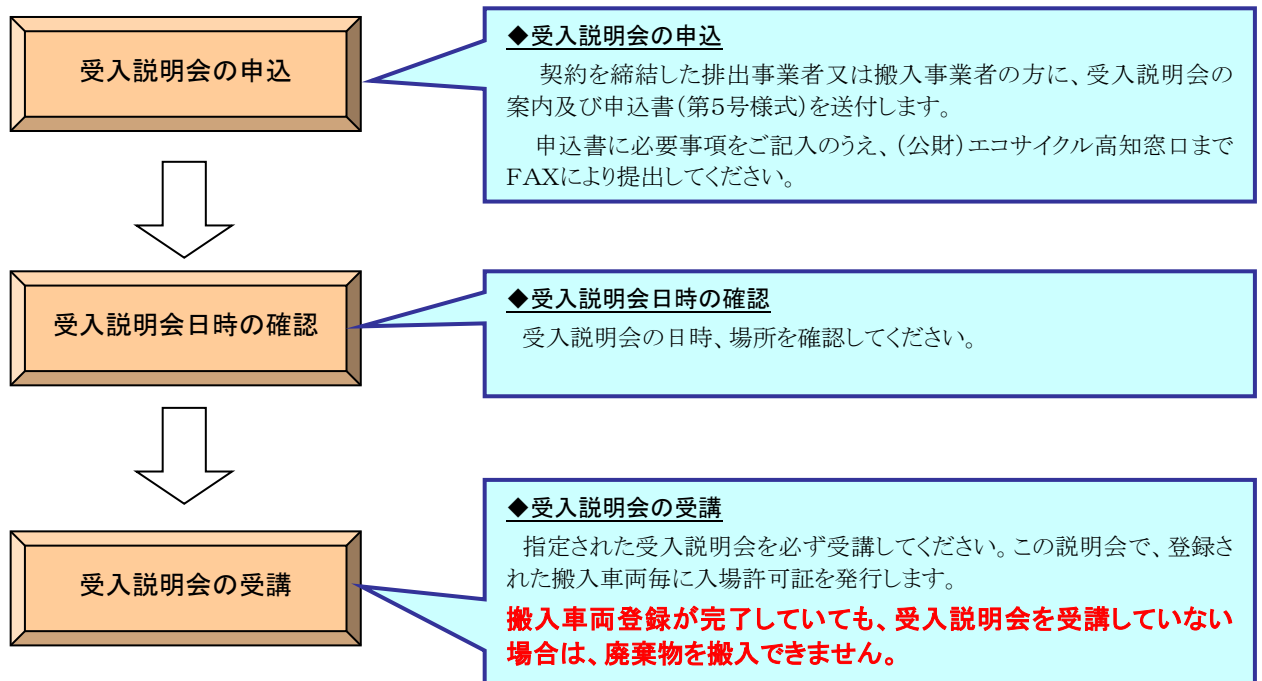 受入説明会の申込
◆受入説明会の申込
契約を締結した排出事業者又は搬入事業者の方に、受入説明会の
案内及び申込書(第5号様式)を送付します。
申込書に必要事項をご記入のうえ、(公財)エコサイクル高知窓口まで
FAXにより提出してください。
受入説明会日時の確認
◆受入説明会日時の確認
受入説明会の日時、場所を確認してください。
受入説明会の受講
◆受入説明会の受講
指定された受入説明会を必ず受講してください。この説明会で、登録さ
れた搬入車両毎に入場許可証を発行します。
搬入車両登録が完了していても、受入説明会を受講していない
場合は、廃棄物を搬入できません。